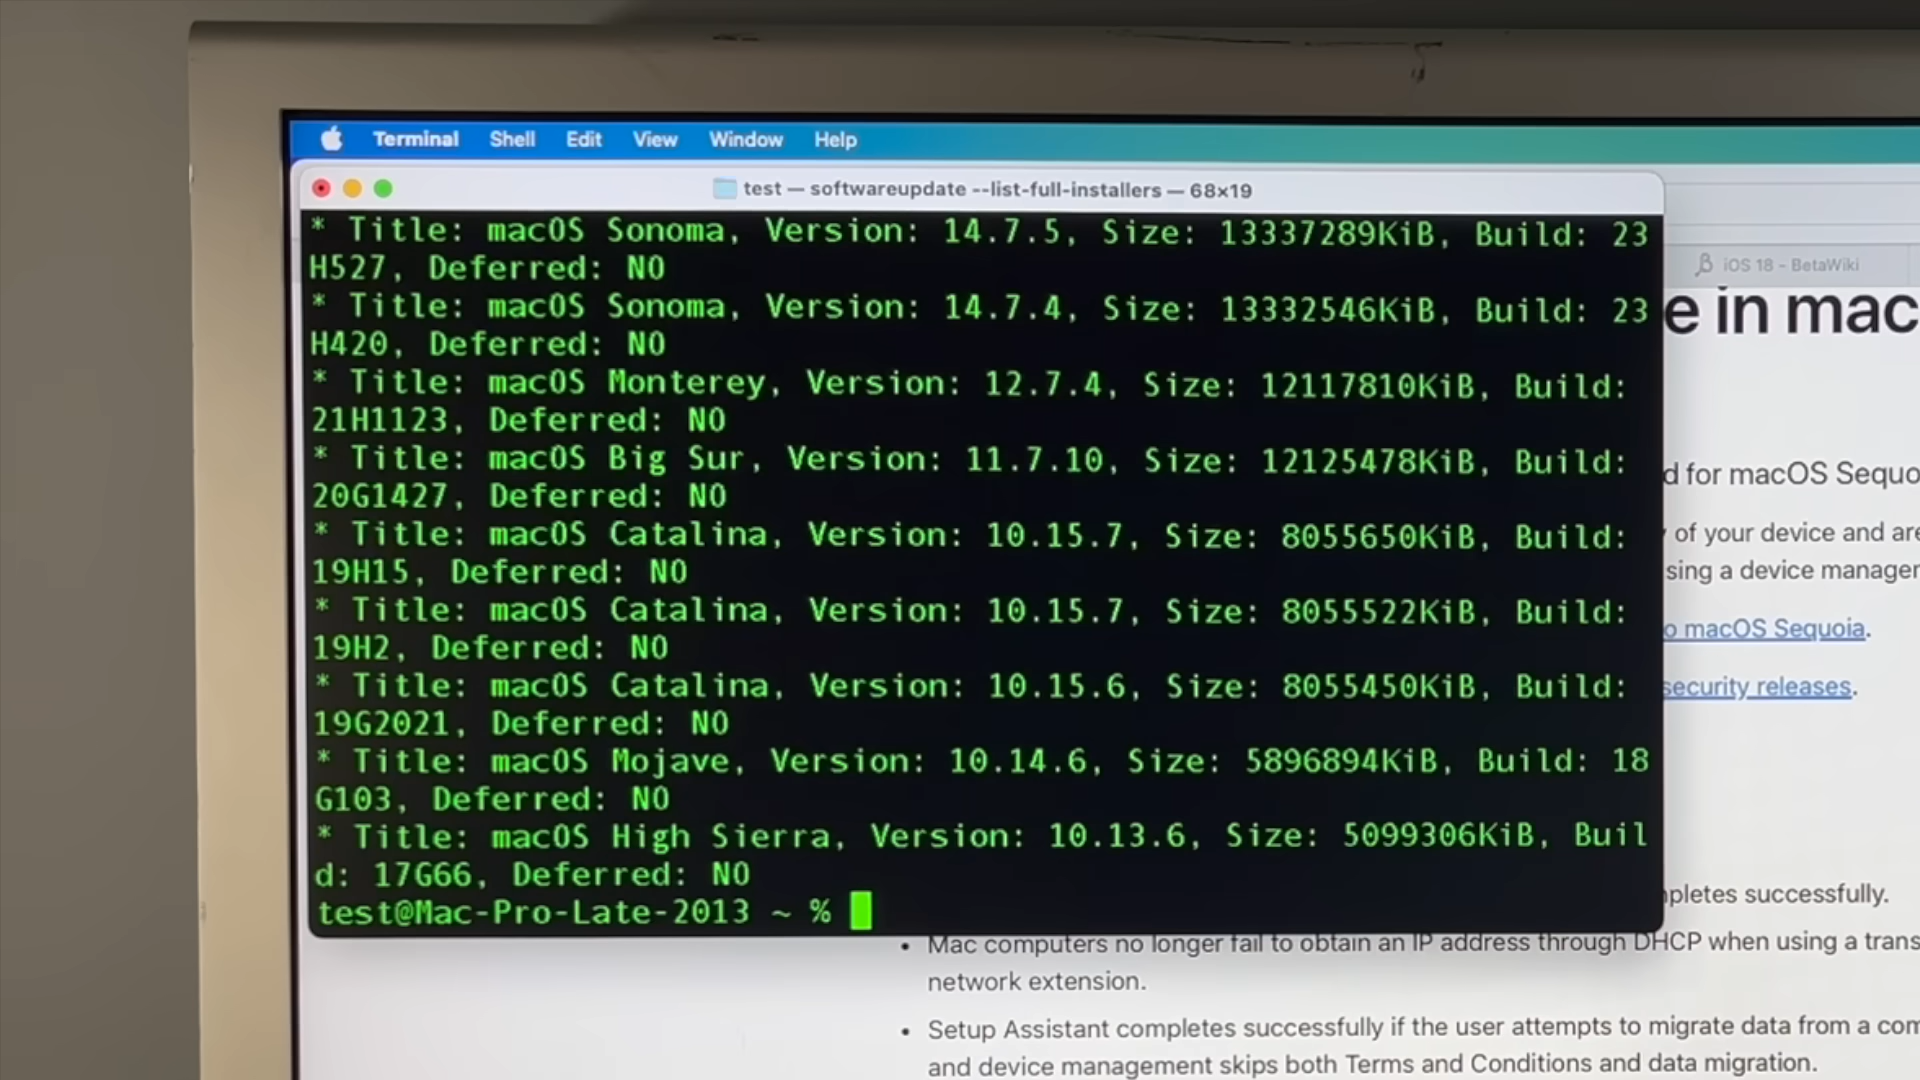 Terminal Shell Edit View Window Help
test — softwareupdate --list-full-installers — 68×19
* Title: macOS Sonoma, Version: 14.7.5, Size: 13337289KiB, Build: 23
H527, Deferred: NO
* Title: macOS Sonoma, Version: 14.7.4, Size: 13332546KiB, Build: 23
H420, Deferred: NO
* Title: macOS Monterey, Version: 12.7.4, Size: 12117810KiB, Build:
21H1123, Deferred: NO
* Title: macOS Big Sur, Version: 11.7.10, Size: 12125478KiB, Build:
20G1427, Deferred: NO
* Title: macOS Catalina, Version: 10.15.7, Size: 8055650KiB, Build:
19H15, Deferred: NO
* Title: macOS Catalina, Version: 10.15.7, Size: 8055522KiB, Build:
19H2, Deferred: NO
* Title: macOS Catalina, Version: 10.15.6, Size: 8055450KiB, Build:
19G2021, Deferred: NO
* Title: macOS Mojave, Version: 10.14.6, Size: 5896894KiB, Build: 18
G103, Deferred: NO
* Title: macOS High Sierra, Version: 10.13.6, Size: 5099306KiB, Buil
d: 17G66, Deferred: NO
test@Mac-Pro-Late-2013 ~ %
iOS 18 - BetaWiki
e in mac
d for macOS Sequo
of your device and are
sing a device manager
o macOS Sequoia.
security releases.
pletes successfully.
• Mac computers no longer fail to obtain an IP address through DHCP when using a trans
network extension.
• Setup Assistant completes successfully if the user attempts to migrate data from a com
and device management skips both Terms and Conditions and data migration.